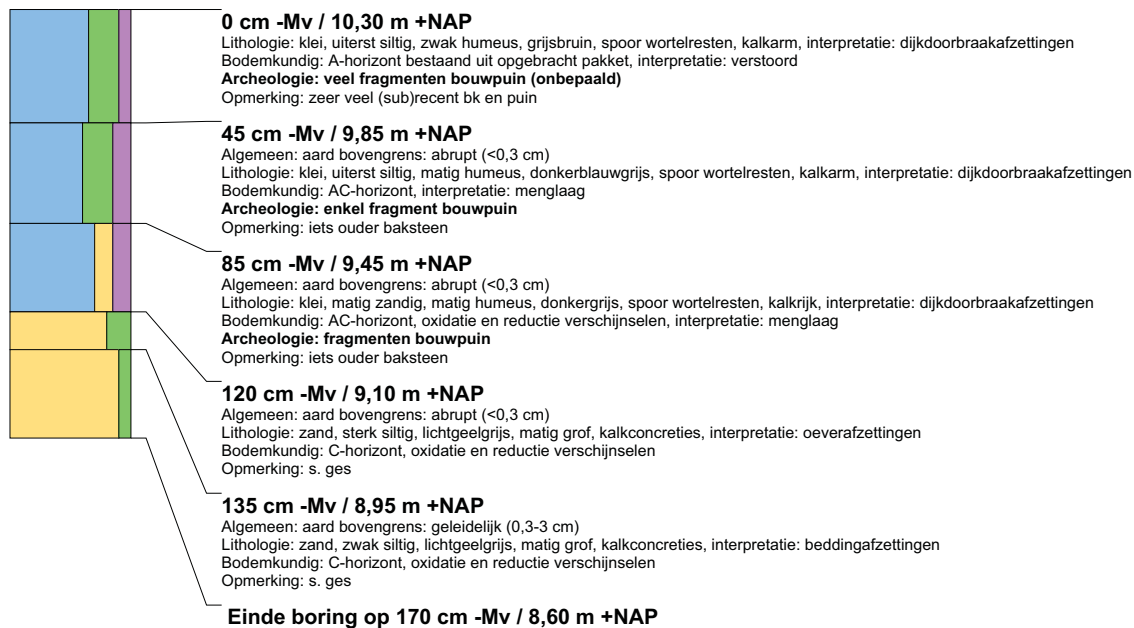 0 cm -Mv / 10,30 m +NAP
Lithologie: klei, uiterst siltig, zwak humeus, grijsbruin, spoor wortelresten, kalkarm, interpretatie: dijkdoorbraakafzettingen
Bodemkundig: A-horizont bestaand uit opgebracht pakket, interpretatie: verstoord
Archeologie: veel fragmenten bouwpuin (onbepaald)
Opmerking: zeer veel (sub)recent bk en puin
45 cm -Mv / 9,85 m +NAP
Algemeen: aard bovengrens: abrupt (<0,3 cm)
Lithologie: klei, uiterst siltig, matig humeus, donkerblauwgrijs, spoor wortelresten, kalkarm, interpretatie: dijkdoorbraakafzettingen
Bodemkundig: AC-horizont, interpretatie: menglaag
Archeologie: enkel fragment bouwpuin
Opmerking: iets ouder baksteen
85 cm -Mv / 9,45 m +NAP
Algemeen: aard bovengrens: abrupt (<0,3 cm)
Lithologie: klei, matig zandig, matig humeus, donkergrijs, spoor wortelresten, kalkrijk, interpretatie: dijkdoorbraakafzettingen
Bodemkundig: AC-horizont, oxidatie en reductie verschijnselen, interpretatie: menglaag
Archeologie: fragmenten bouwpuin
Opmerking: iets ouder baksteen
120 cm -Mv / 9,10 m +NAP
Algemeen: aard bovengrens: abrupt (<0,3 cm)
Lithologie: zand, sterk siltig, lichtgeelgrijs, matig grof, kalkconcreties, interpretatie: oeverafzettingen
Bodemkundig: C-horizont, oxidatie en reductie verschijnselen
Opmerking: s. ges
135 cm -Mv / 8,95 m +NAP
Algemeen: aard bovengrens: geleidelijk (0,3-3 cm)
Lithologie: zand, zwak siltig, lichtgeelgrijs, matig grof, kalkconcreties, interpretatie: beddingafzettingen
Bodemkundig: C-horizont, oxidatie en reductie verschijnselen
Opmerking: s. ges
Einde boring op 170 cm -Mv / 8,60 m +NAP